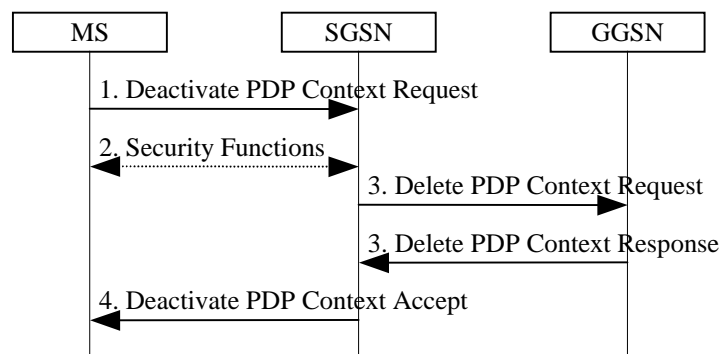 MS
SGSN
GGSN
1. Deactivate PDP Context Request
2. Security Functions
3. Delete PDP Context Request
3. Delete PDP Context Response
4. Deactivate PDP Context Accept